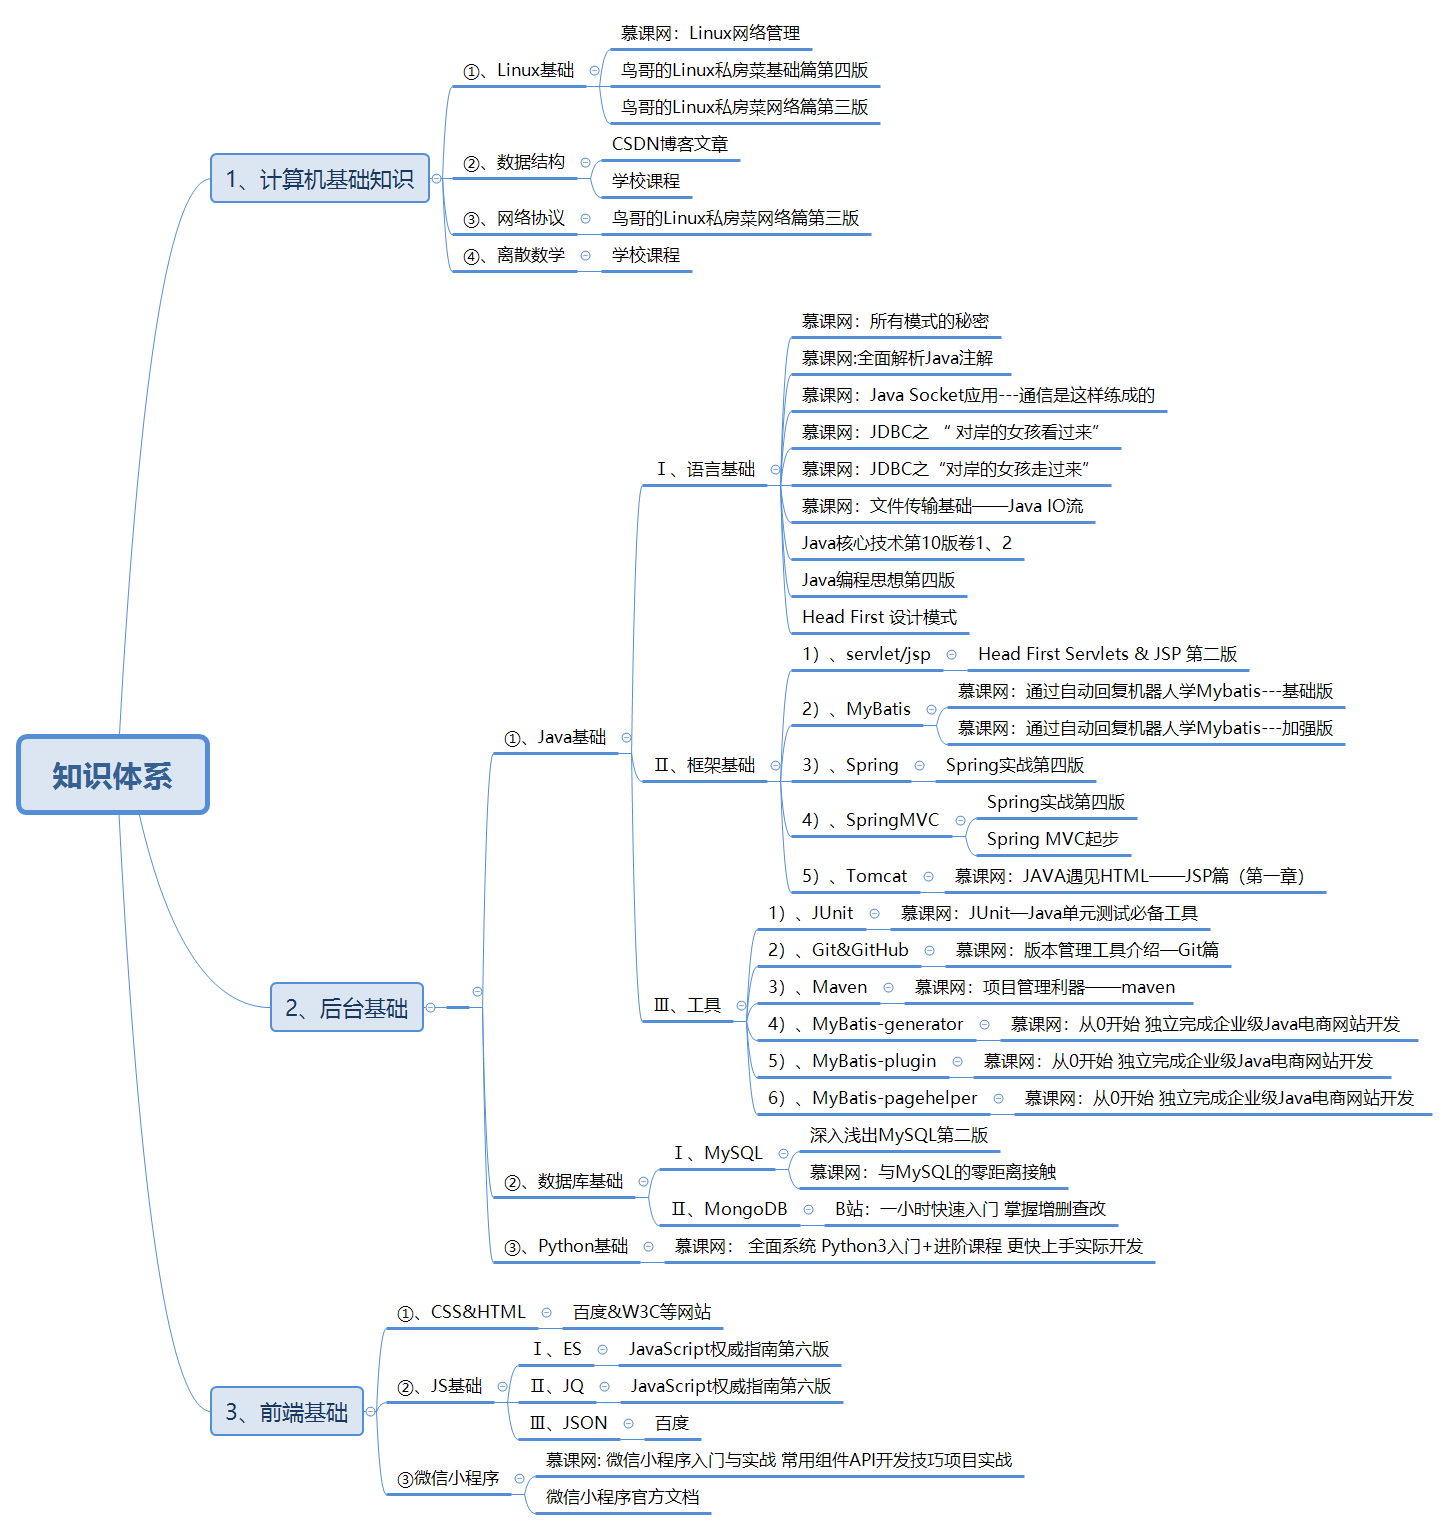 知识体系
1、计算机基础知识
①、Linux基础
慕课网：Linux网络管理
鸟哥的Linux私房菜基础篇第四版
鸟哥的Linux私房菜网络篇第三版
②、数据结构
CSDN博客文章
学校课程
③、网络协议
鸟哥的Linux私房菜网络篇第三版
④、离散数学
学校课程
2、后台基础
①、Java基础
Ⅰ、语言基础
慕课网：所有模式的秘密
慕课网:全面解析Java注解
慕课网：Java Socket应用---通信是这样练成的
慕课网：JDBC之 “ 对岸的女孩看过来”
慕课网：JDBC之“对岸的女孩走过来”
慕课网：文件传输基础——Java IO流
Java核心技术第10版卷1、2
Java编程思想第四版
Head First 设计模式
Ⅱ、框架基础
1）、servlet/jsp
Head First Servlets & JSP 第二版
2）、MyBatis
慕课网：通过自动回复机器人学Mybatis---基础版
慕课网：通过自动回复机器人学Mybatis---加强版
3）、Spring
Spring实战第四版
4）、SpringMVC
Spring实战第四版
Spring MVC起步
5）、Tomcat
慕课网：JAVA遇见HTML——JSP篇（第一章）
Ⅲ、工具
1）、JUnit
慕课网：JUnit—Java单元测试必备工具
2）、Git&GitHub
慕课网：版本管理工具介绍—Git篇
3）、Maven
慕课网：项目管理利器——maven
4）、MyBatis-generator
慕课网：从0开始 独立完成企业级Java电商网站开发
5）、MyBatis-plugin
慕课网：从0开始 独立完成企业级Java电商网站开发
6）、MyBatis-pagehelper
慕课网：从0开始 独立完成企业级Java电商网站开发
②、数据库基础
Ⅰ、MySQL
深入浅出MySQL第二版
慕课网：与MySQL的零距离接触
Ⅱ、MongoDB
B站：一小时快速入门 掌握增删查改
③、Python基础
慕课网： 全面系统 Python3入门+进阶课程 更快上手实际开发
3、前端基础
①、CSS&HTML
百度&W3C等网站
②、JS基础
Ⅰ、ES
JavaScript权威指南第六版
Ⅱ、JQ
JavaScript权威指南第六版
Ⅲ、JSON
百度
③微信小程序
慕课网: 微信小程序入门与实战 常用组件API开发技巧项目实战
微信小程序官方文档